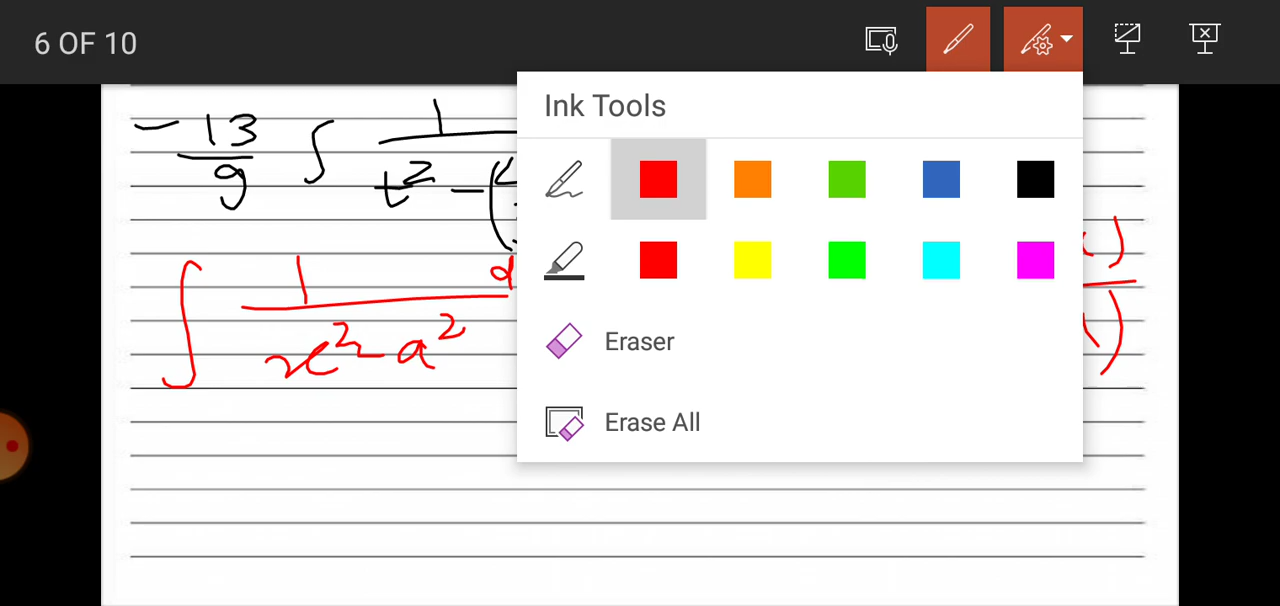 6 OF 10
Ink Tools
Eraser
Erase All
- 13/9 ∫ 1/t² - (
∫ 1/x² - a² d
)
)